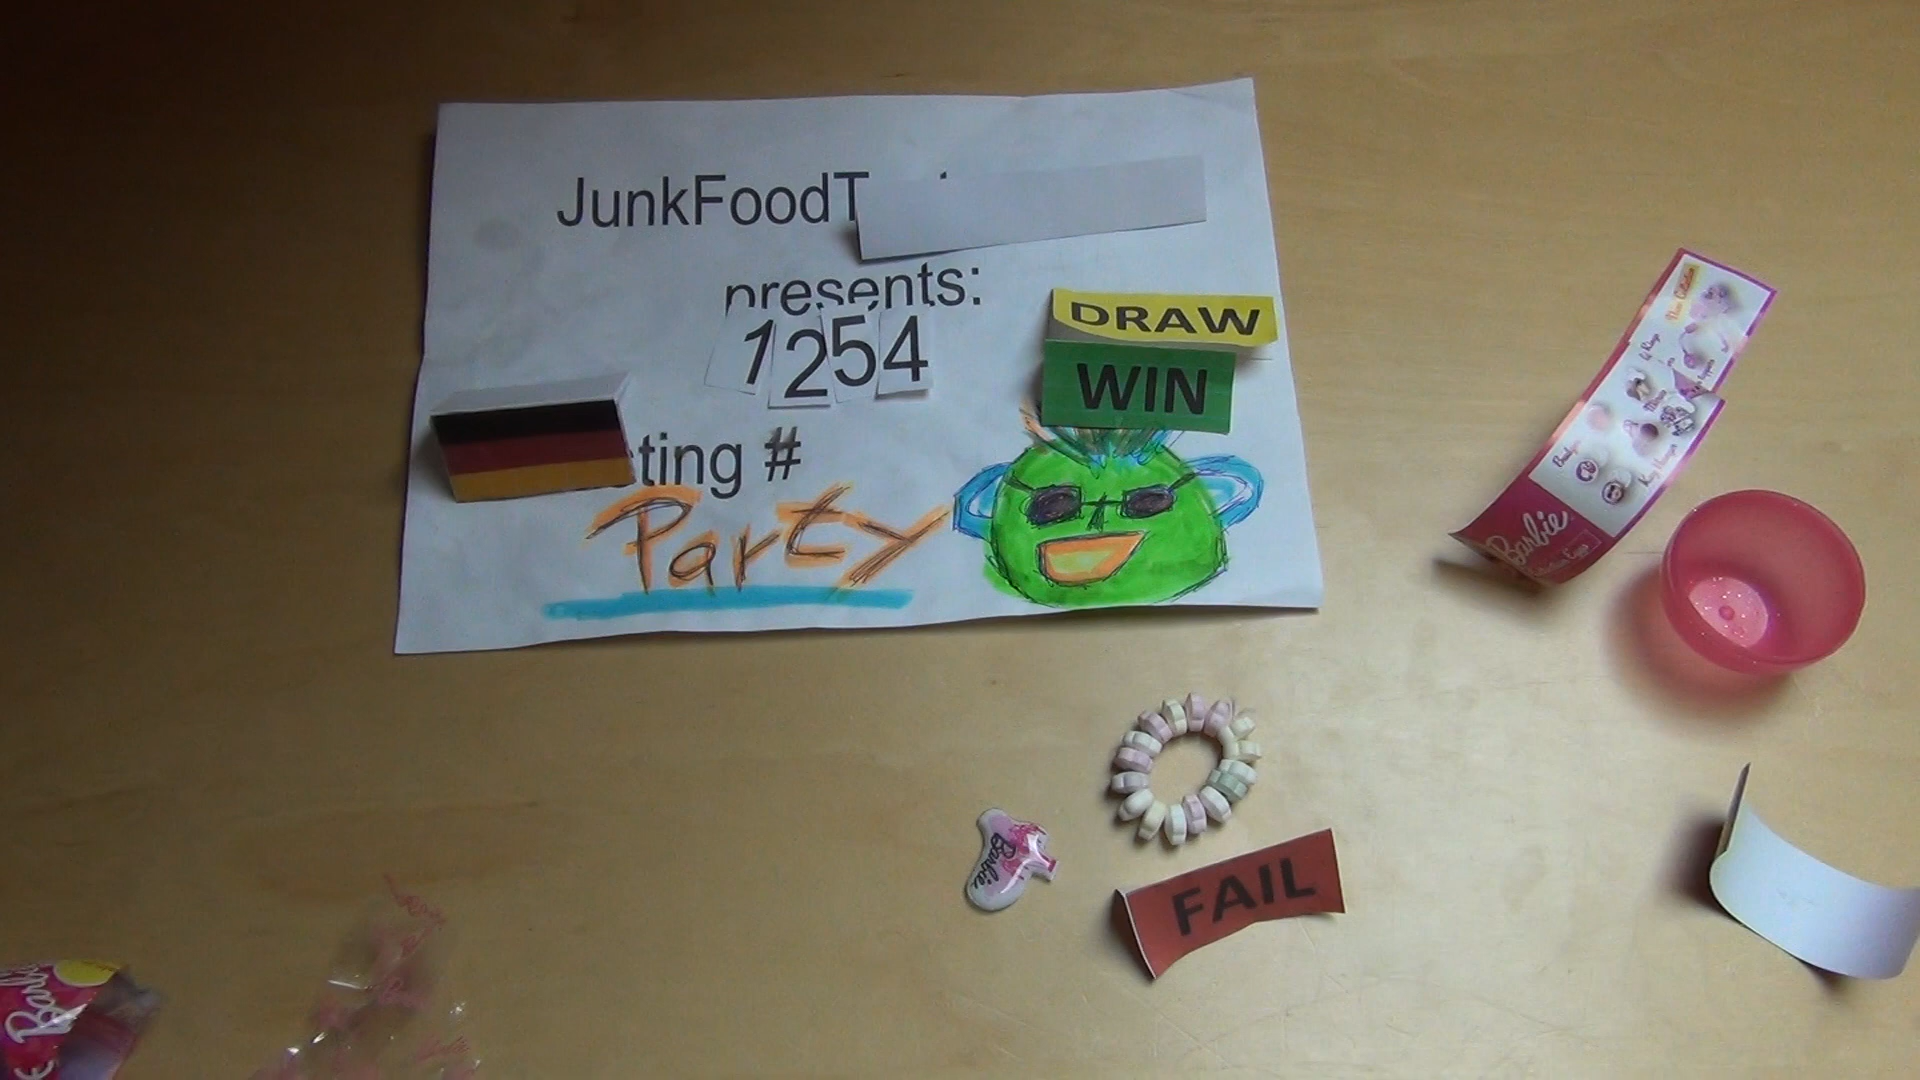 JunkFoodT
presents:
1254
DRAW
WIN
ting #
Party
Barbie
Barbie
FAIL